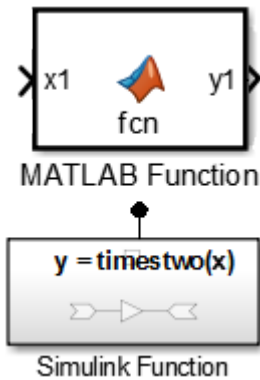 x1 y1
fcn
MATLAB Function
y = timestwo(x)
Simulink Function